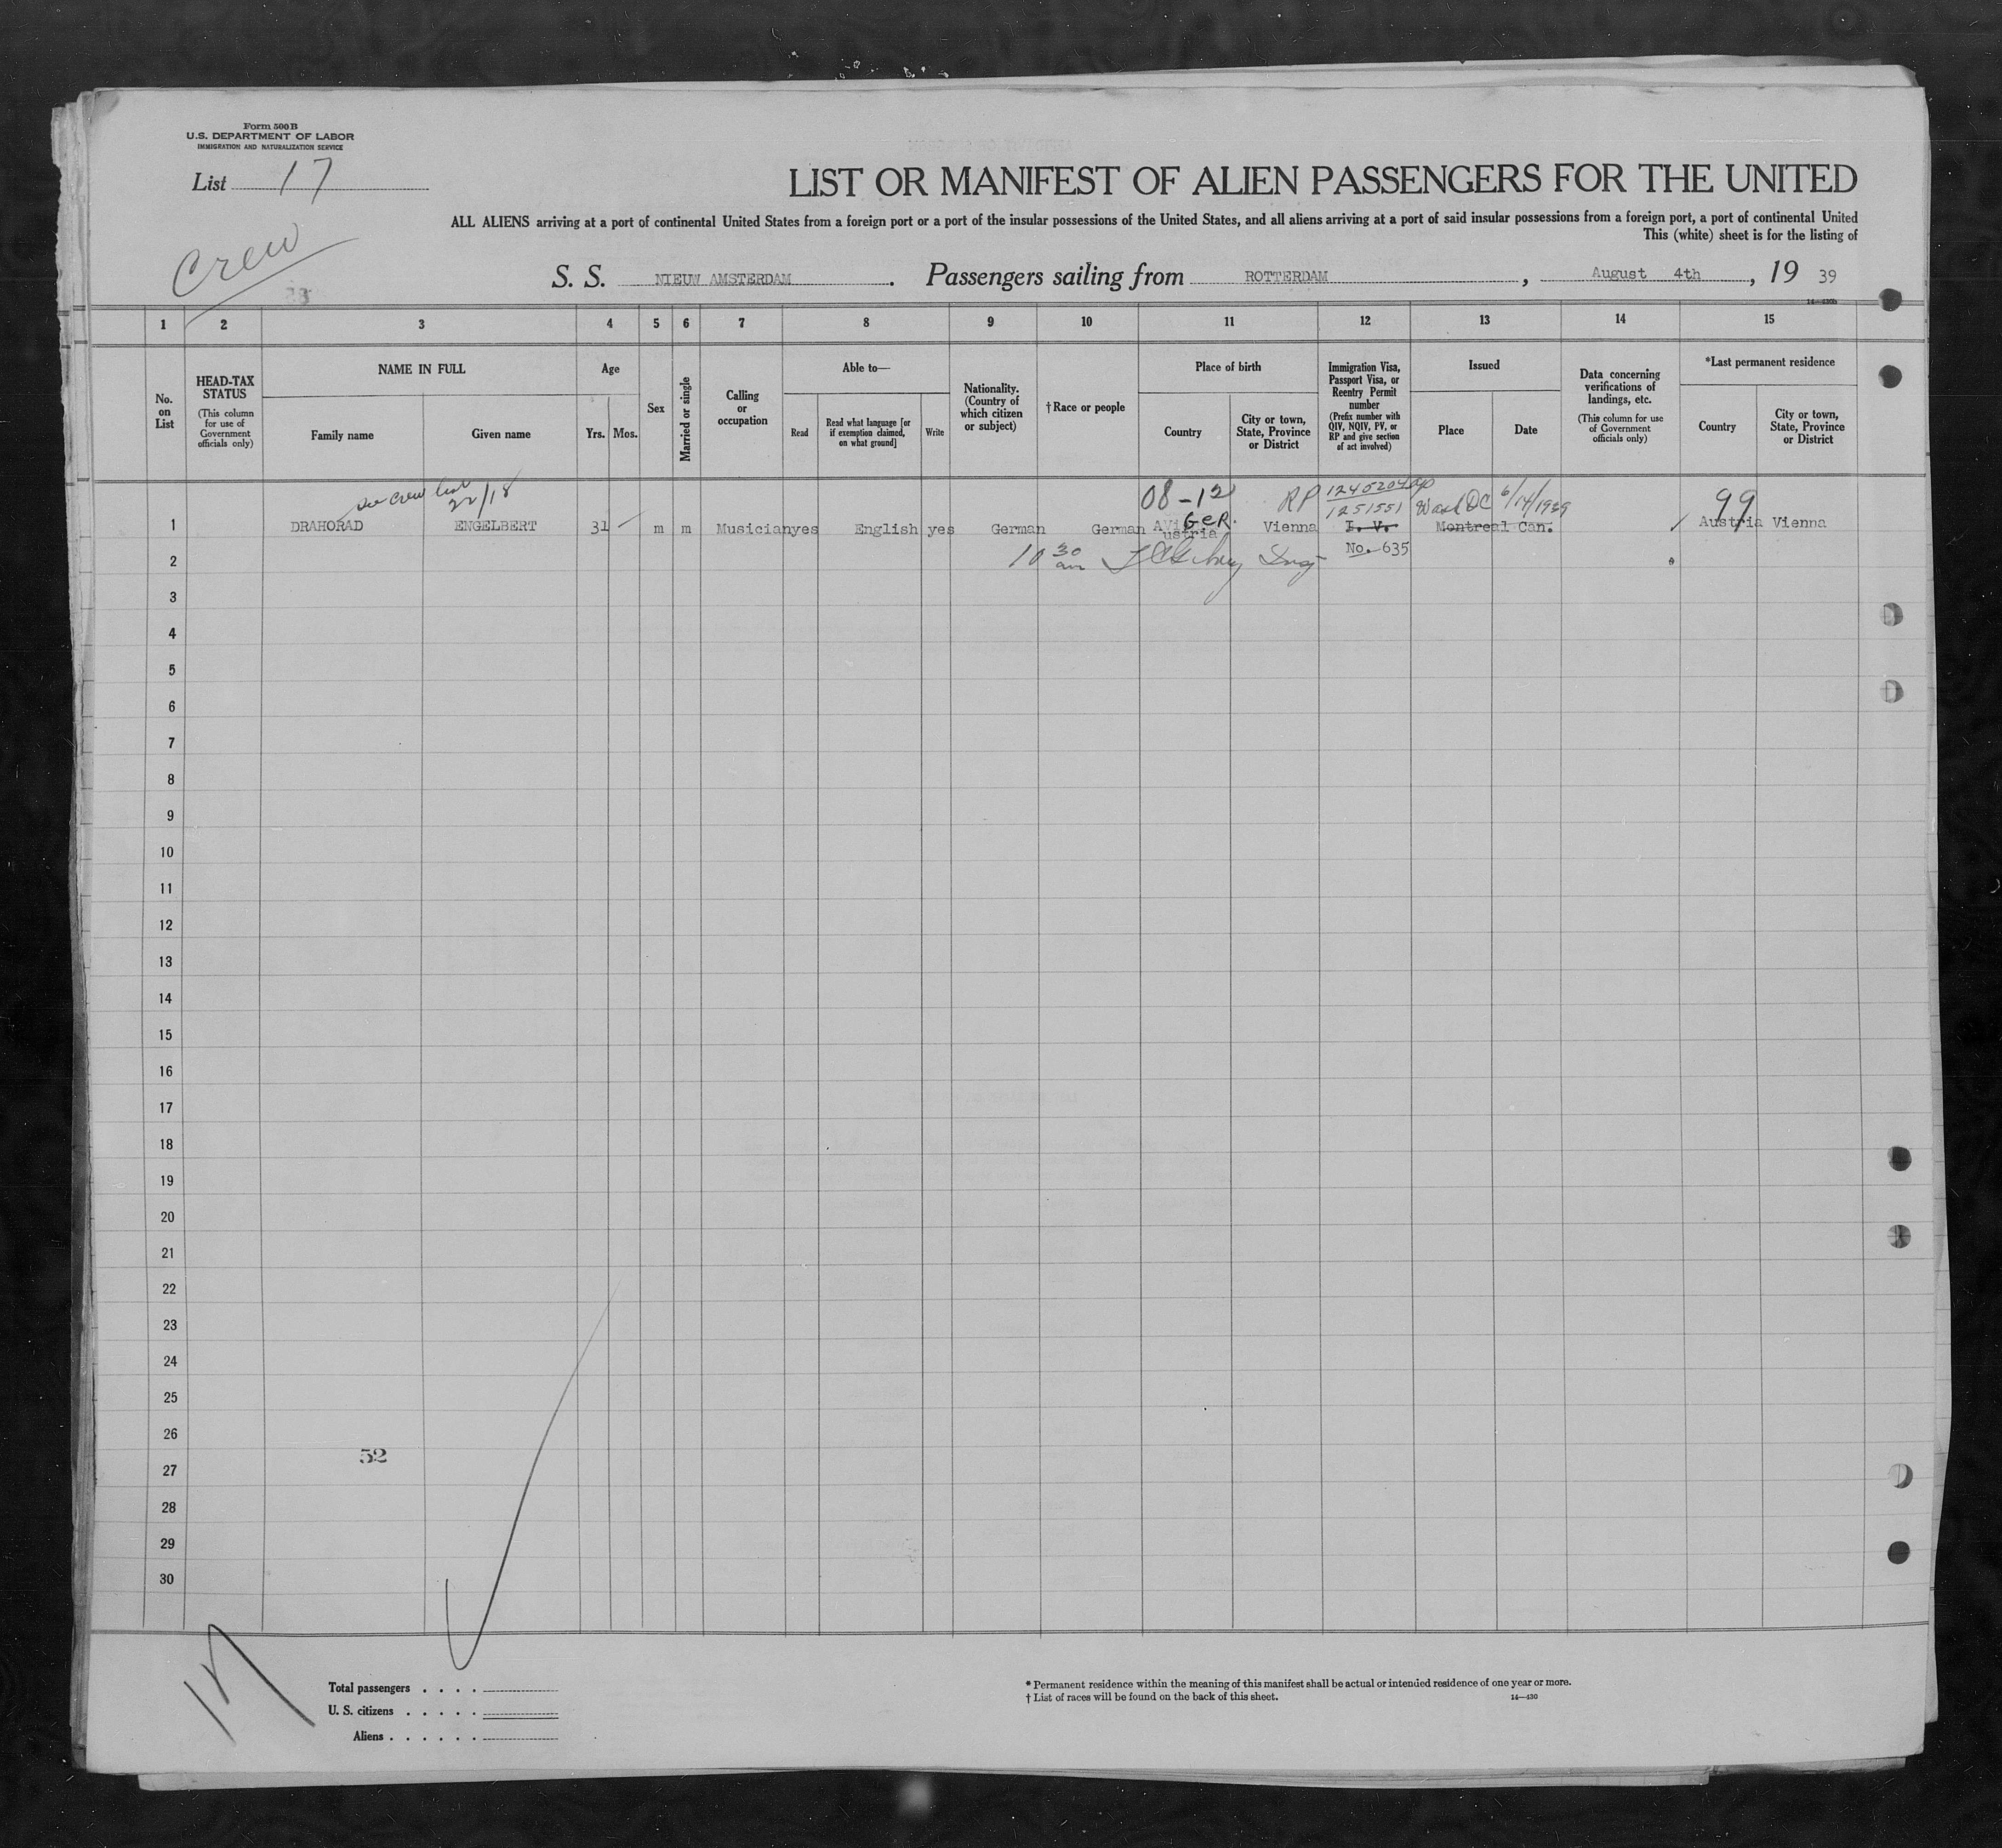 Form 500 B
U.S. DEPARTMENT OF LABOR
IMMIGRATION AND NATURALIZATION SERVICE
List 17
Crew
LIST OR MANIFEST OF ALIEN PASSENGERS FOR THE UNITED
ALL ALIENS arriving at a port of continental United States from a foreign port or a port of the insular possessions of the United States, and all aliens arriving at a port of said insular possessions from a foreign port, a port of continental United
This (white) sheet is for the listing of
S. S. NIEUW AMSTERDAM . Passengers sailing from ROTTERDAM , August 4th , 19 39
1 2 3 4 5 6 7 8 9 10 11 12 13 14 15
No. on List
HEAD-TAX STATUS
(This column for use of Government officials only)
NAME IN FULL
Family name
Given name
Age
Yrs.
Mos.
Sex
Married or single
Calling or occupation
Able to—
Read
Read what language [or if exemption claimed, on what ground]
Write
Nationality. (Country of which citizen or subject)
†Race or people
Place of birth
Country
City or town, State, Province or District
Immigration Visa, Passport Visa, or Reentry Permit number
(Prefix number with QIV, NQIV, PV, or RP and give section of act involved)
Issued
Place
Date
Data concerning verifications of landings, etc.
(This column for use of Government officials only)
*Last permanent residence
Country
City or town, State, Province or District
see crew list 22/18
08-12 RP 1240204 1251551 Wash DC 6/14/1939 99
1 DRAHORAD ENGELBERT 31 m m Musician yes English yes German German Austria GER. Vienna I. V. Montreal Can. Austria Vienna
No. 635
10 30 am
2
3
4
5
6
7
8
9
10
11
12
13
14
15
16
17
18
19
20
21
22
23
24
25
26
52
27
28
29
30
17
Total passengers . . . .
U. S. citizens . . . . .
Aliens . . . . . .
* Permanent residence within the meaning of this manifest shall be actual or intended residence of one year or more.
† List of races will be found on the back of this sheet.
14—430